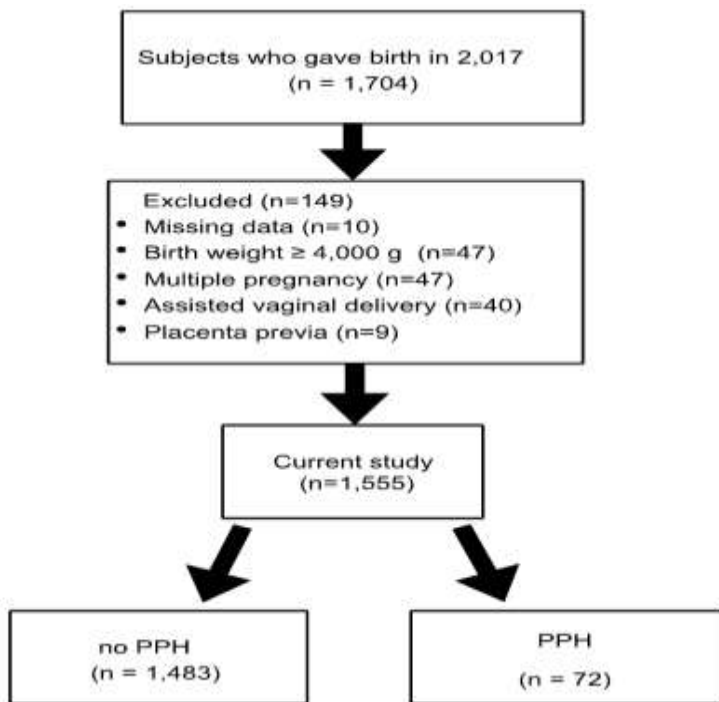 Subjects who gave birth in 2,017
(n = 1,704)
Excluded (n=149)
• Missing data (n=10)
• Birth weight ≥ 4,000 g (n=47)
• Multiple pregnancy (n=47)
• Assisted vaginal delivery (n=40)
• Placenta previa (n=9)
Current study
(n=1,555)
no PPH
(n = 1,483)
PPH
(n = 72)